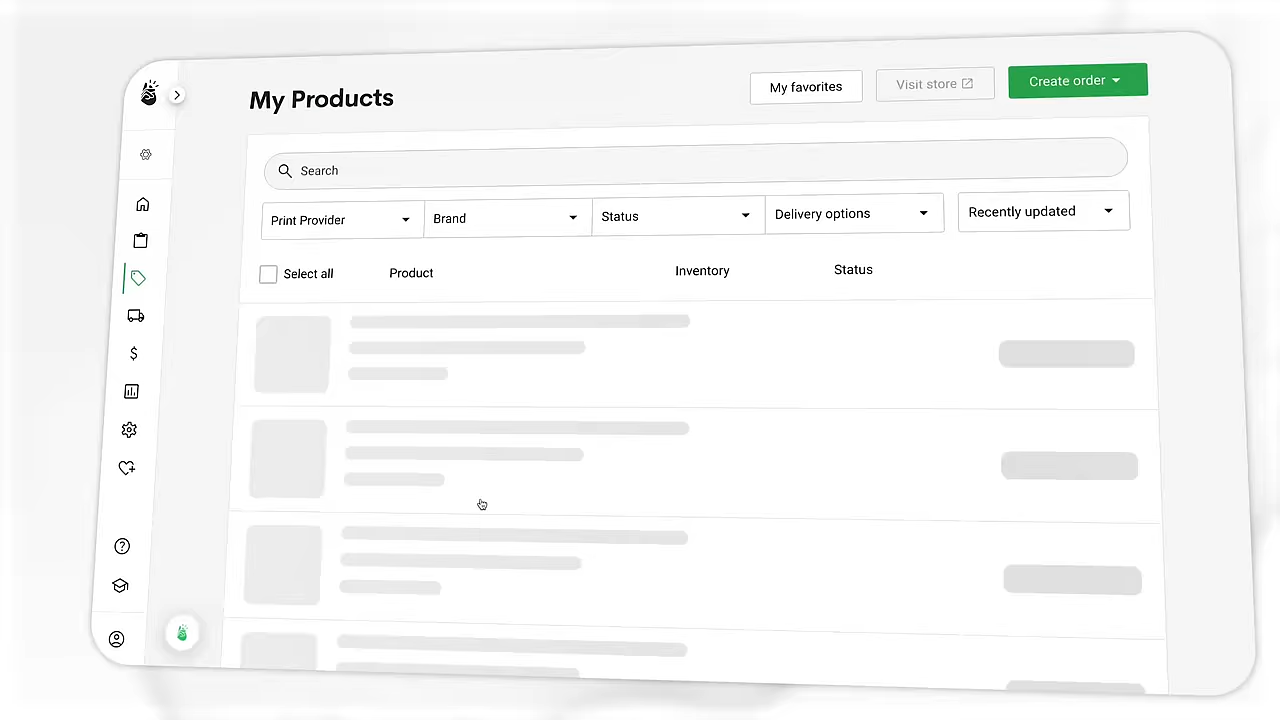 My Products
My favorites
Visit store
Create order
Search
Print Provider
Brand
Status
Delivery options
Recently updated
Select all
Product
Inventory
Status